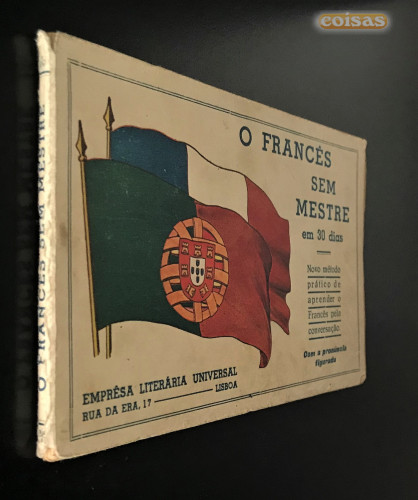 coisas
O FRANCÊS
SEM
MESTRE
em 30 dias
Novo método
prático de
aprender o
Francês pela
conversação
Com a pronúncia
figurada
EMPRÊSA LITERÁRIA UNIVERSAL
RUA DA ERA, 17 — LISBOA
O FRANCÊS SEM MESTRE